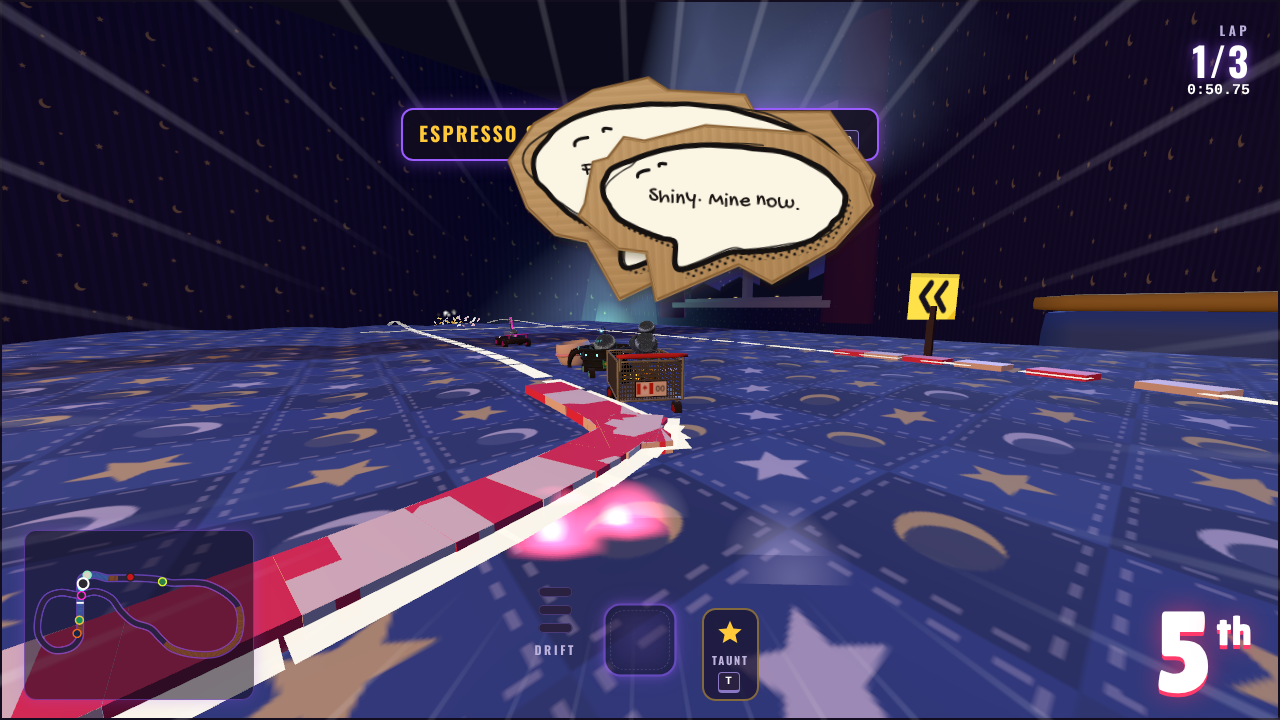 LAP
1/3
0:50.75
ESPRESSO
Shiny. Mine now.
DRIFT
TAUNT
T
5th